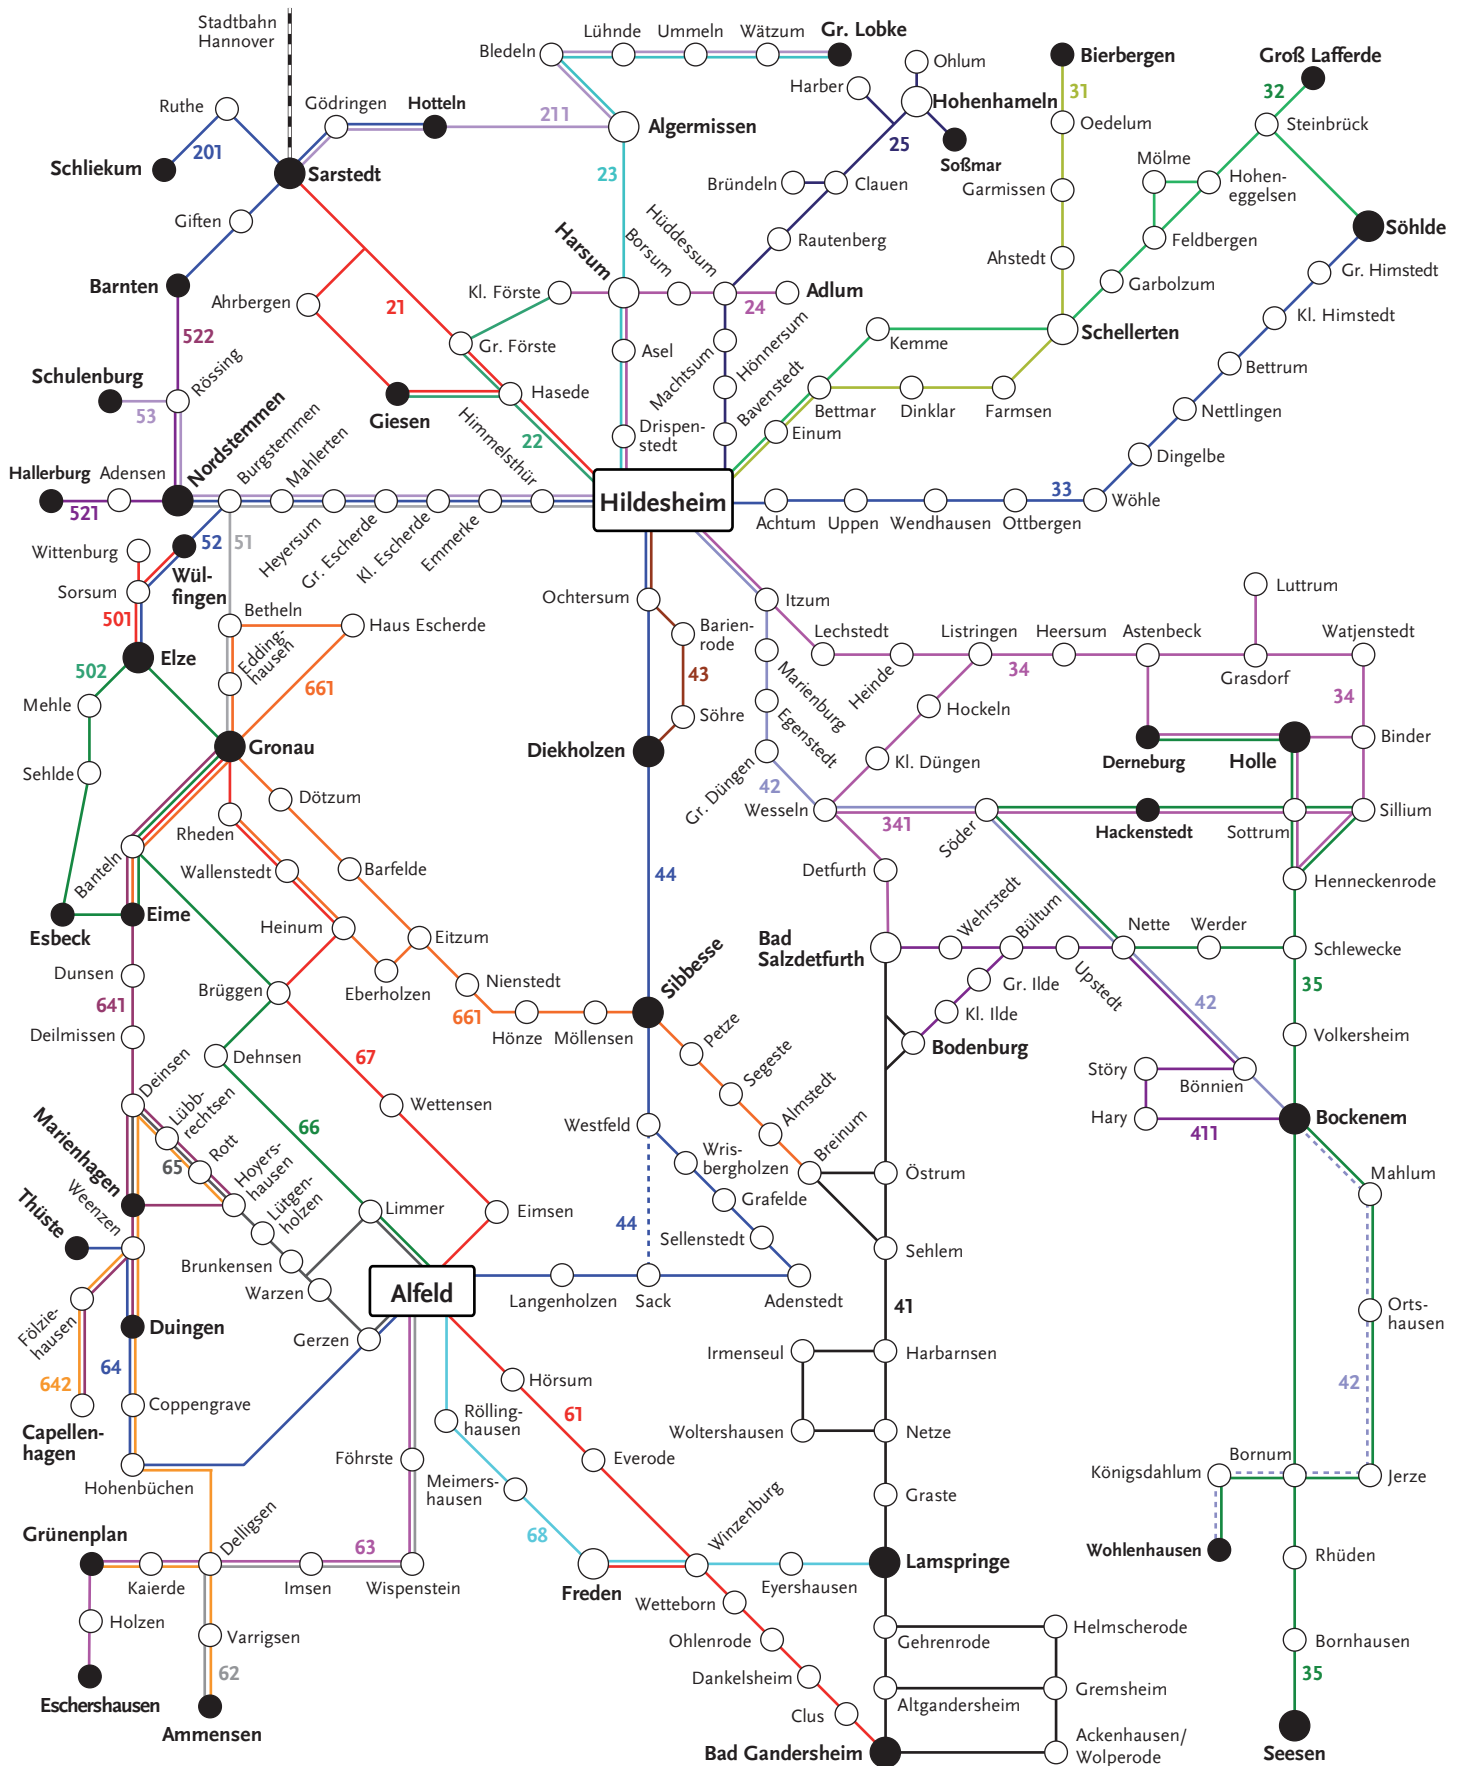 Stadtbahn
Hannover
Bledeln
Lühnde
Ummeln
Wätzum
Gr. Lobke
Ohlum
Harber
Hohenhameln
Bierbergen
31
Groß Lafferde
32
Ruthe
Gödringen
Hotteln
211
Algermissen
25
Soßmar
Oedelum
Steinbrück
201
Schliekum
Sarstedt
23
Bründeln
Clauen
Garmissen
Mölme
Hohen-
eggelsen
Giften
Harsum
Borsum
Hüddessum
Rautenberg
Feldbergen
Söhlde
Barnten
Ahrbergen
21
Kl. Förste
24
Adlum
Ahstedt
Garbolzum
Gr. Himstedt
522
Gr. Förste
Asel
Machtsum
Hönnersum
Kemme
Schellerten
Kl. Himstedt
Schulenburg
53
Rössing
Giesen
Hasede
Bavenstedt
Bettmar
Dinklar
Farmsen
Bettrum
Nordstemmen
Burgstemmen
Mahlerten
Himmelsthür
22
Drispen-
stedt
Einum
Nettlingen
Dingelbe
Hallerburg
Adensen
521
Hildesheim
33
Achtum
Uppen
Wendhausen
Ottbergen
Wöhle
Wittenburg
52
51
Heyersum
Gr. Escherde
Kl. Escherde
Emmerke
Wül-
fingen
Sorsum
501
Betheln
Haus Escherde
Ochtersum
Barien-
rode
Itzum
Luttrum
Elze
Edding-
hausen
661
43
Marienburg
Lechstedt
Heinde
Listringen
34
Heersum
Astenbeck
Grasdorf
Watjenstedt
34
502
Mehle
Söhre
Egenstedt
Hockeln
Sehlde
Gronau
Diekholzen
Gr. Düngen
42
Kl. Düngen
Derneburg
Holle
Binder
Dötzum
Rheden
Wesseln
341
Söder
Hackenstedt
Sottrum
Sillium
Banteln
Wallenstedt
Barfelde
44
Detfurth
Henneckenrode
Esbeck
Eime
Heinum
Eitzum
Bad
Salzdetfurth
Wehrstedt
Bültum
Nette
Werder
Schlewecke
Dunsen
Eberholzen
Nienstedt
Sibbesse
Gr. Ilde
Upstedt
35
641
Brüggen
661
Hönze
Möllensen
Kl. Ilde
42
Deilmissen
Dehnsen
67
Petze
Bodenburg
Volkersheim
Deinsen
Lübb-
rechtsen
Wettensen
Segeste
Störy
Bönnien
Marienhagen
65
Rott
66
Westfeld
Almstedt
Hary
411
Bockenem
Hoyers-
hausen
Wris-
bergholzen
Breinum
Östrum
Mahlum
Thüste
Weenzen
Lütgen-
holzen
Limmer
Eimsen
44
Grafelde
Sellenstedt
Sehlem
Brunkensen
Warzen
Alfeld
Langenholzen
Sack
Adenstedt
41
Orts-
hausen
Fölzie-
hausen
Duingen
Gerzen
Irmenseul
Harbarnsen
64
642
Hörsum
42
Capellen-
hagen
Coppengrave
Rölling-
hausen
61
Woltershausen
Netze
Föhrste
Everode
Bornum
Hohenbüchen
Meimers-
hausen
Graste
Königsdahlum
Jerze
Grünenplan
Delligsen
63
68
Winzenburg
Kaierde
Imsen
Wispenstein
Freden
Eyershausen
Lamspringe
Wohlenhausen
Rhüden
Holzen
Varrigsen
Wetteborn
Gehrenrode
Helmscherode
Ohlenrode
Bornhausen
62
Dankelsheim
Altgandersheim
Gremsheim
35
Eschershausen
Clus
Ammensen
Bad Gandersheim
Ackenhausen/
Wolperode
Seesen